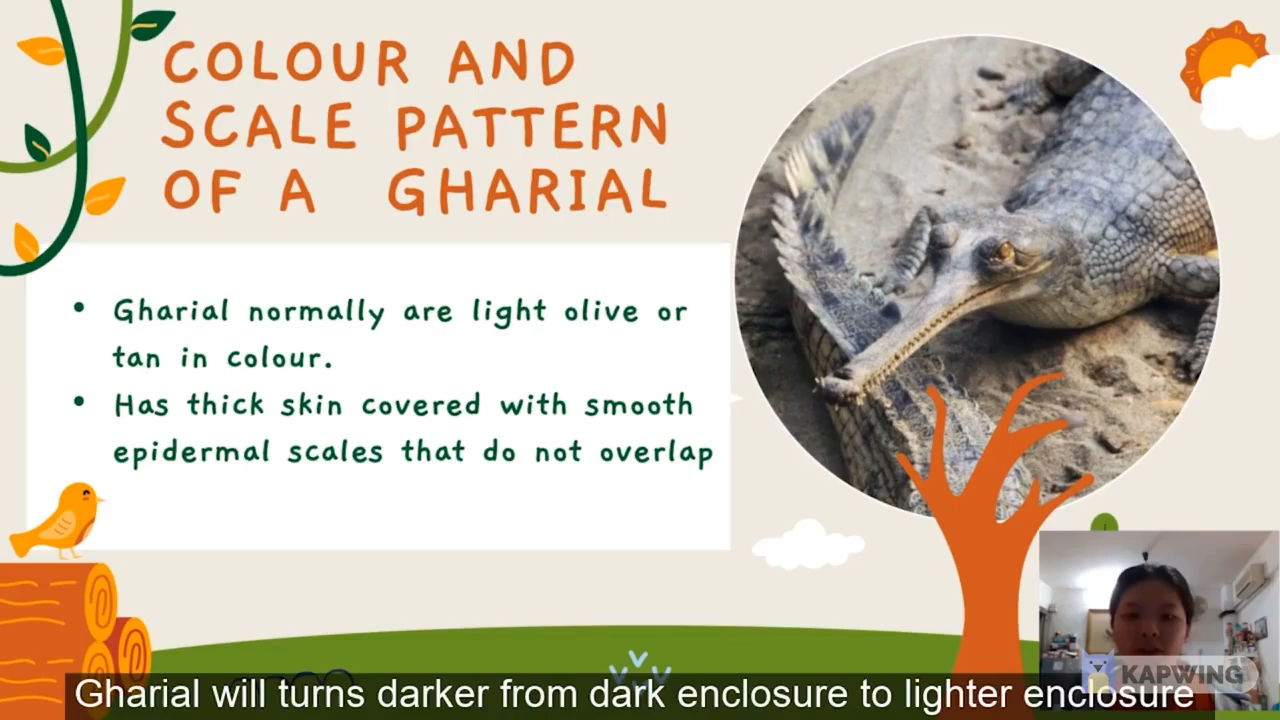 COLOUR AND
SCALE PATTERN
OF A GHARIAL
• Gharial normally are light olive or
tan in colour.
• Has thick skin covered with smooth
epidermal scales that do not overlap
KAPWING
Gharial will turns darker from dark enclosure to lighter enclosure